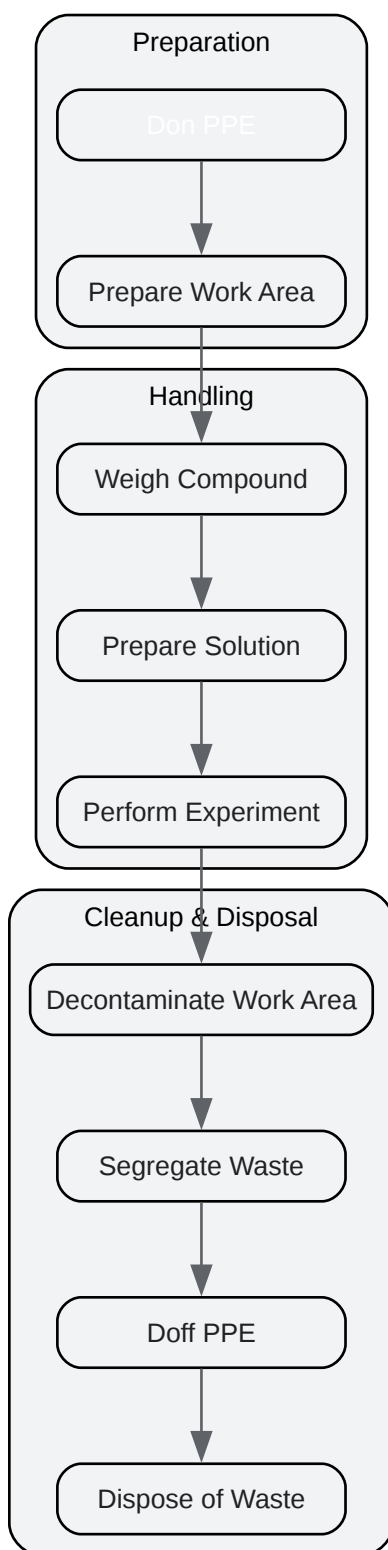 Preparation
Don PPE
Prepare Work Area
Handling
Weigh Compound
Prepare Solution
Perform Experiment
Cleanup & Disposal
Decontaminate Work Area
Segregate Waste
Doff PPE
Dispose of Waste